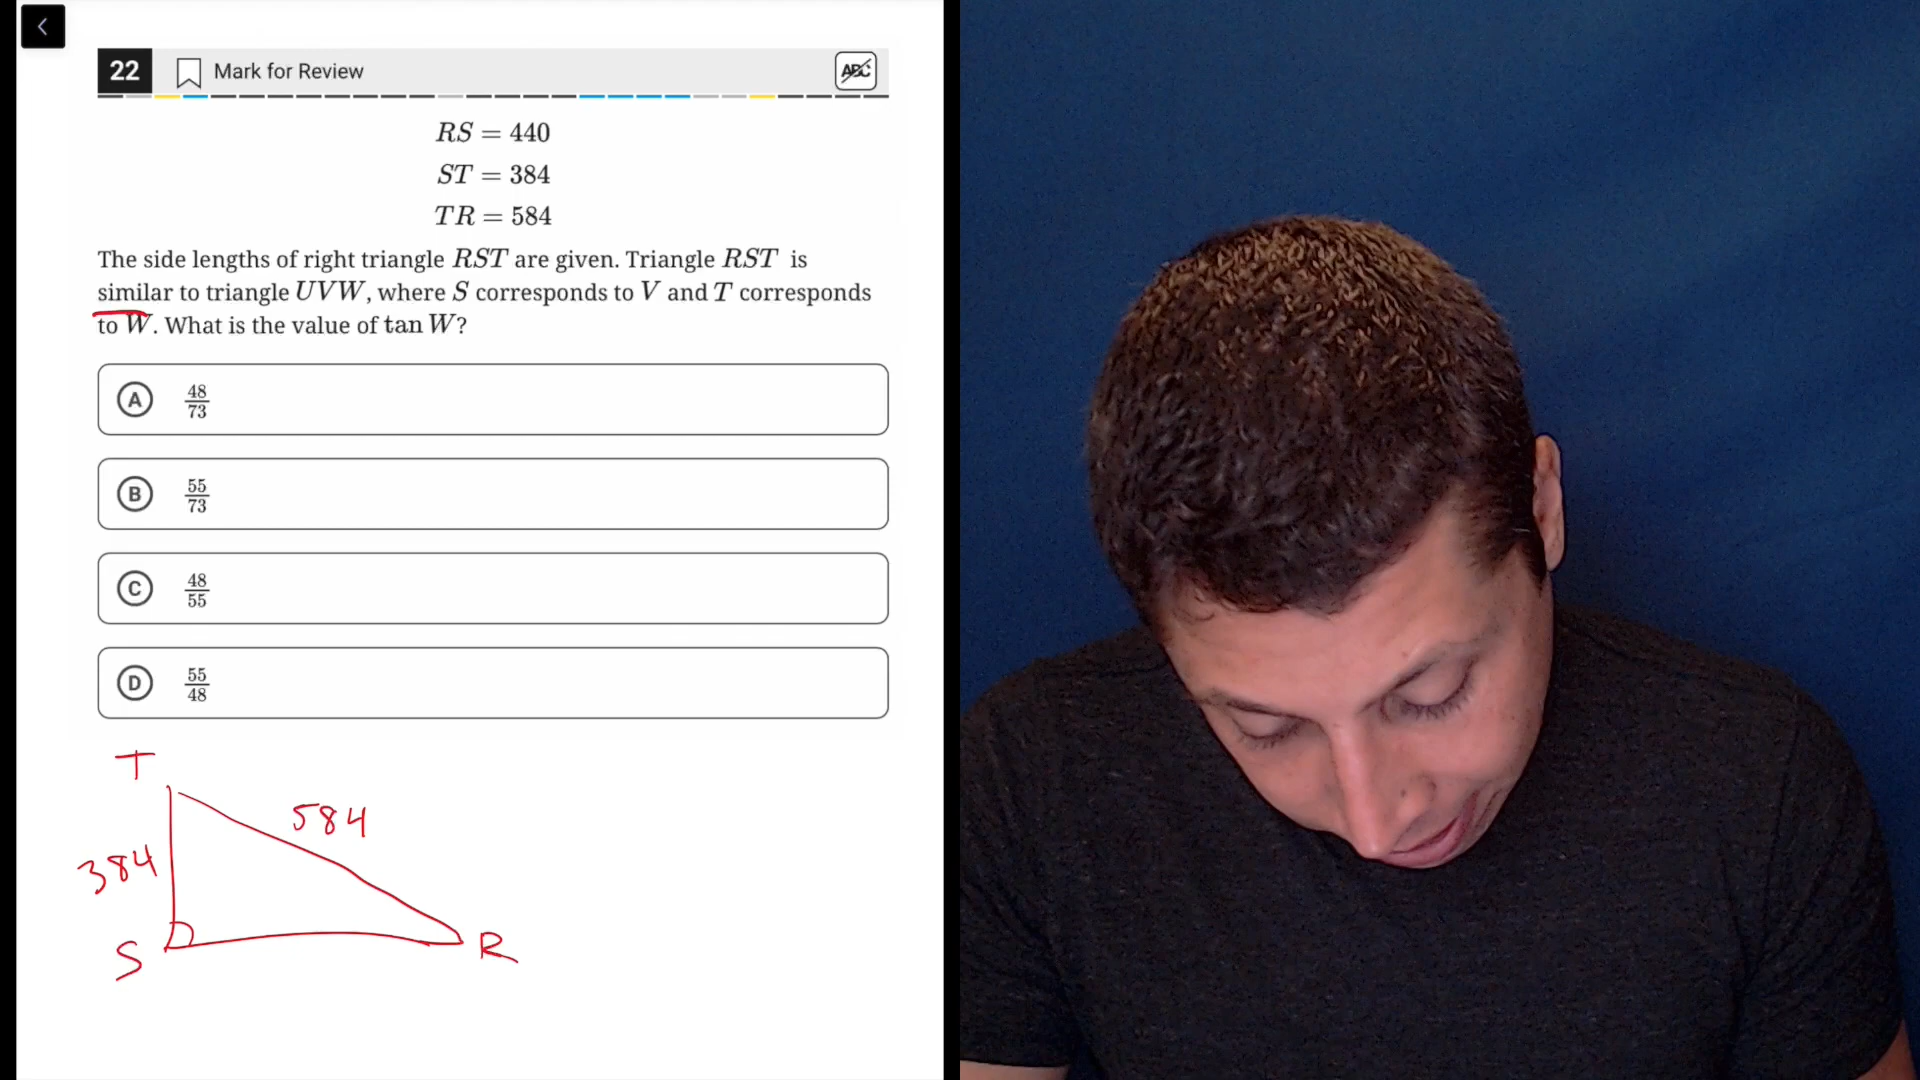 22 Mark for Review ABC
RS = 440
ST = 384
TR = 584
The side lengths of right triangle RST are given. Triangle RST is
similar to triangle UVW, where S corresponds to V and T corresponds
to W. What is the value of tan W?
A 48/73
B 55/73
C 48/55
D 55/48
T
584
384
S
R